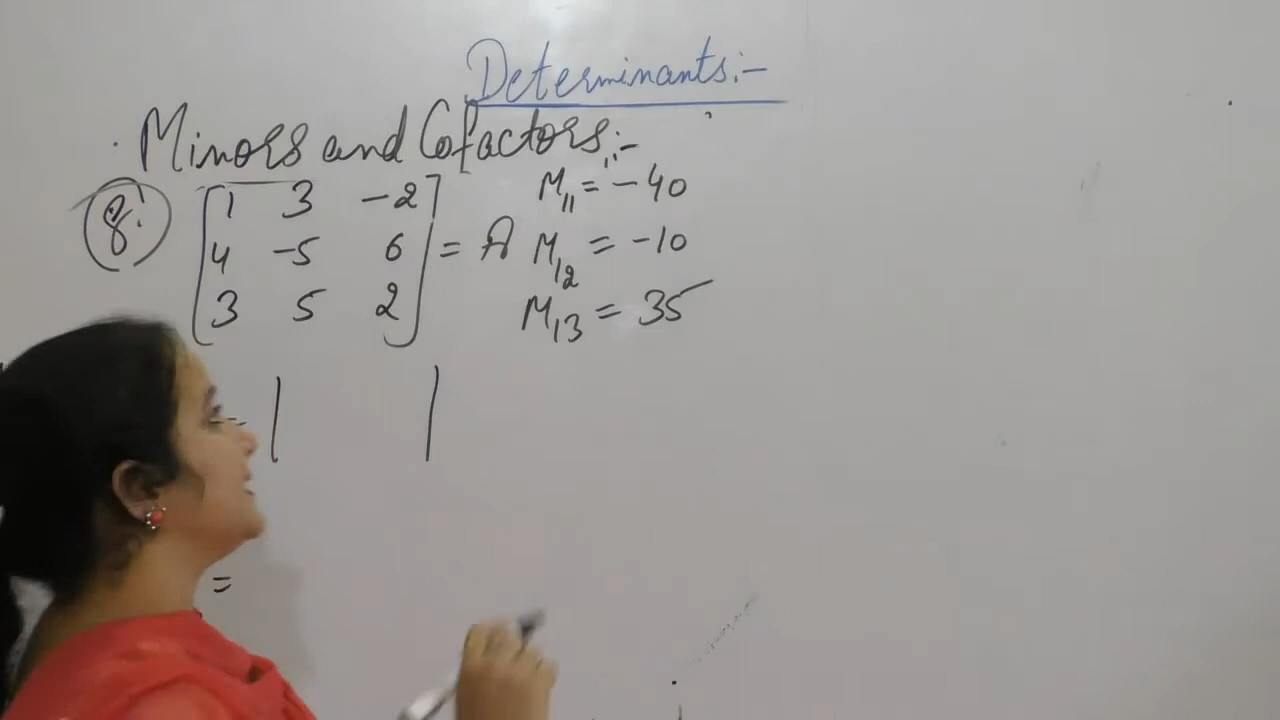 Determinants:-
Minors and Cofactors:-
8. [1 3 -2] M11 = -40
[4 -5 6] = A M12 = -10
[3 5 2] M13 = 35
- | |
=